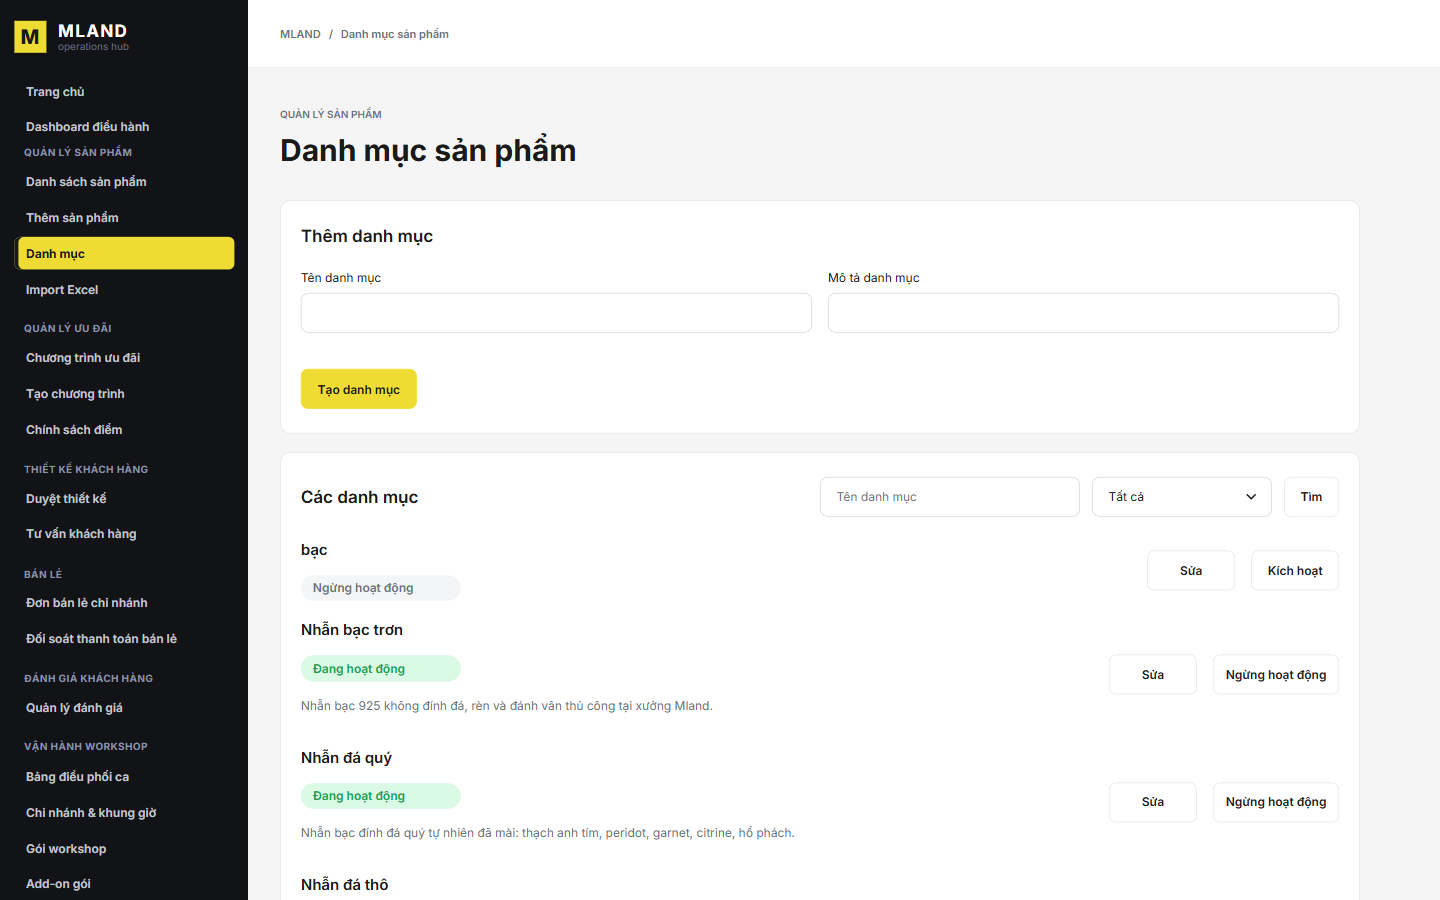 M
MLAND
operations hub
Trang chủ
Dashboard điều hành
QUẢN LÝ SẢN PHẨM
Danh sách sản phẩm
Thêm sản phẩm
Danh mục
Import Excel
QUẢN LÝ ƯU ĐÃI
Chương trình ưu đãi
Tạo chương trình
Chính sách điểm
THIẾT KẾ KHÁCH HÀNG
Duyệt thiết kế
Tư vấn khách hàng
BÁN LẺ
Đơn bán lẻ chi nhánh
Đối soát thanh toán bán lẻ
ĐÁNH GIÁ KHÁCH HÀNG
Quản lý đánh giá
VẬN HÀNH WORKSHOP
Bảng điều phối ca
Chi nhánh & khung giờ
Gói workshop
Add-on gói
MLAND / Danh mục sản phẩm
QUẢN LÝ SẢN PHẨM
Danh mục sản phẩm
Thêm danh mục
Tên danh mục
Mô tả danh mục
Tạo danh mục
Các danh mục
Tên danh mục
Tất cả
Tìm
bạc
Ngừng hoạt động
Sửa
Kích hoạt
Nhẫn bạc trơn
Đang hoạt động
Nhẫn bạc 925 không đính đá, rèn và đánh vân thủ công tại xưởng Mland.
Sửa
Ngừng hoạt động
Nhẫn đá quý
Đang hoạt động
Nhẫn bạc đính đá quý tự nhiên đã mài: thạch anh tím, peridot, garnet, citrine, hổ phách.
Sửa
Ngừng hoạt động
Nhẫn đá thô